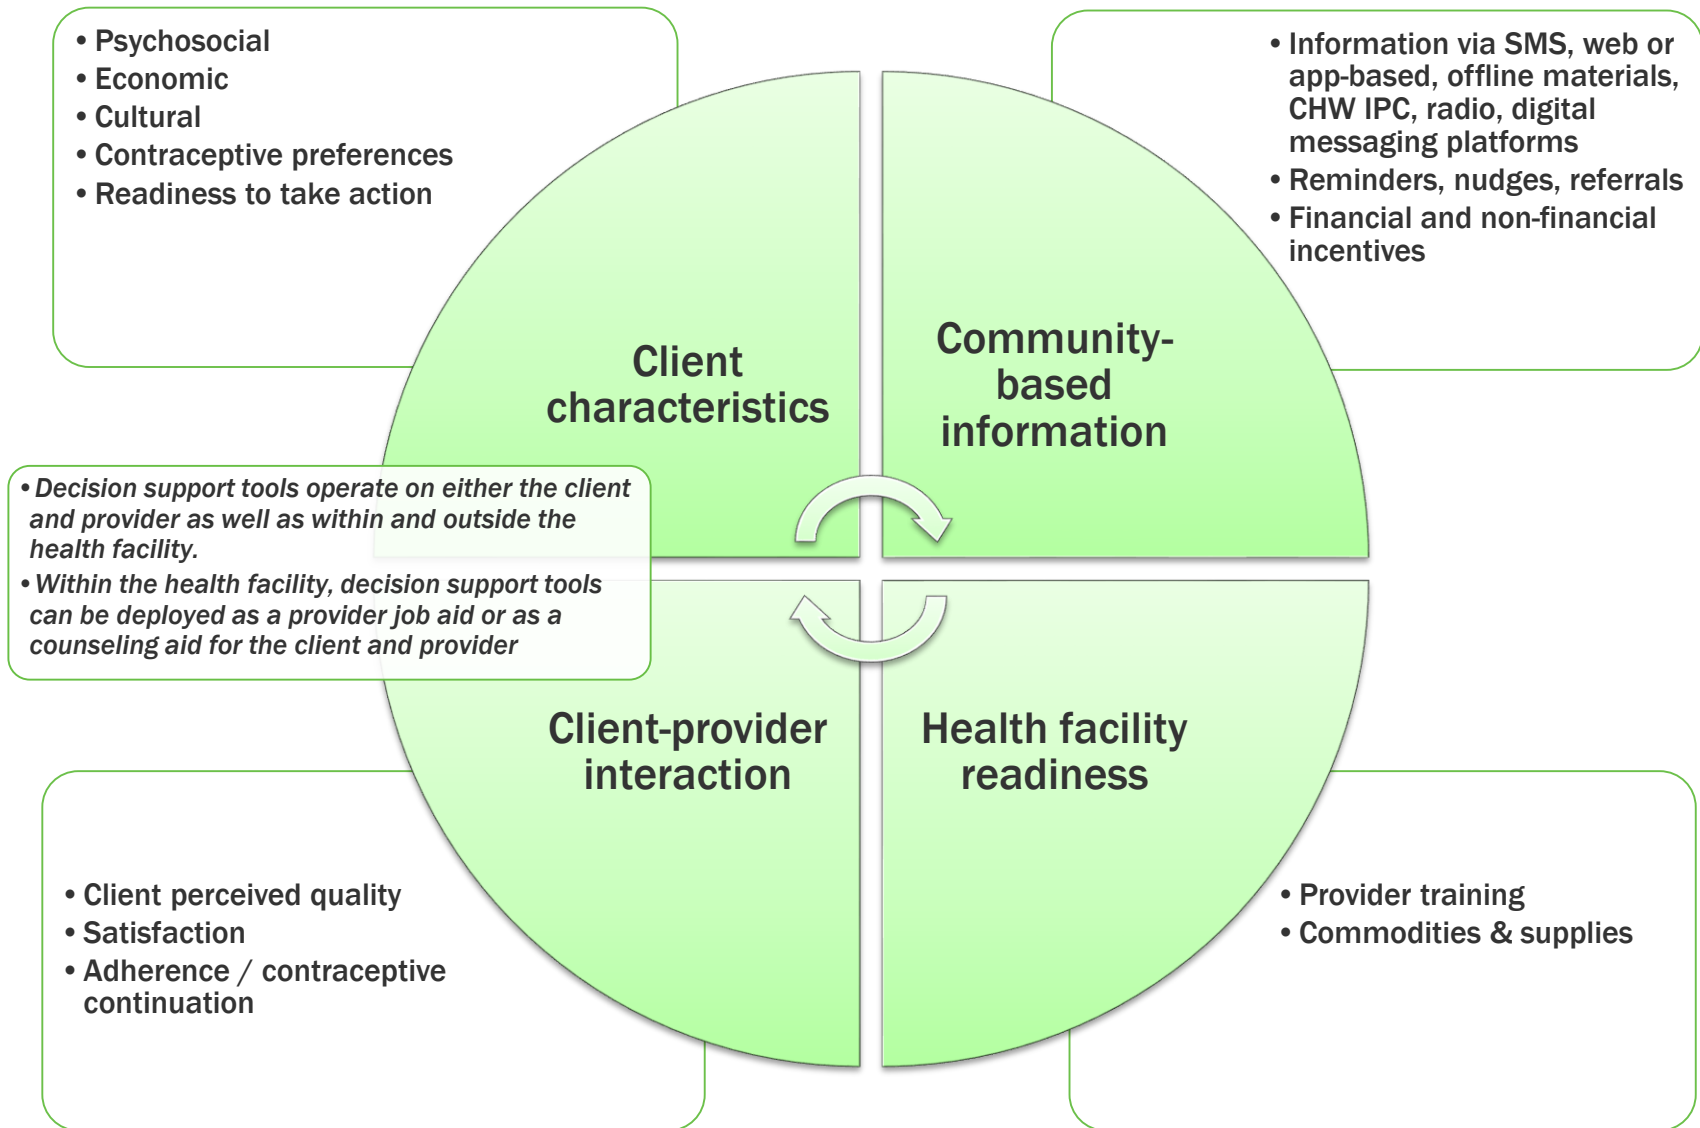 • Psychosocial
• Economic
• Cultural
• Contraceptive preferences
• Readiness to take action
• Information via SMS, web or
app-based, offline materials,
CHW IPC, radio, digital
messaging platforms
• Reminders, nudges, referrals
• Financial and non-financial
incentives
Client
characteristics
Community-
based
information
• Decision support tools operate on either the client
and provider as well as within and outside the
health facility.
• Within the health facility, decision support tools
can be deployed as a provider job aid or as a
counseling aid for the client and provider
Client-provider
interaction
Health facility
readiness
• Client perceived quality
• Satisfaction
• Adherence / contraceptive
continuation
• Provider training
• Commodities & supplies